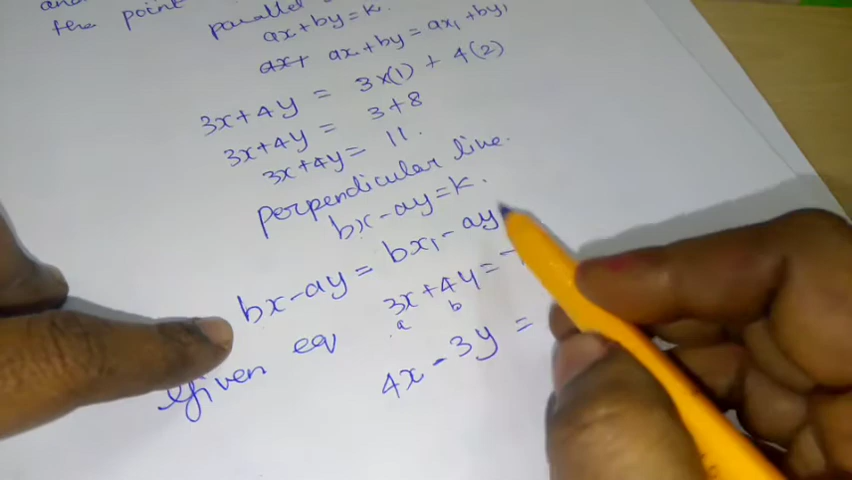 the point parallel
ax+by=k.
ax+ ax+by=ax₁+by₁
3x+4y = 3x(1) + 4(2)
3x+4y = 3+8
3x+4y= 11.
perpendicular line.
bx-ay=k.
bx-ay = bx₁-ay
Given eq 3x+4y=
a b
4x-3y =